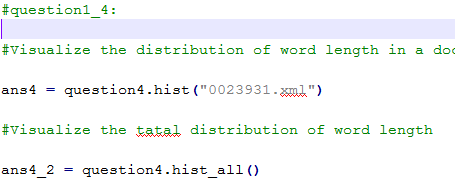 #question1_4:
#Visualize the distribution of word length in a
ans4 = question4.hist("0023931.xml")
#Visualize the tatal distribution of word length
ans4_2 = question4.hist_all()